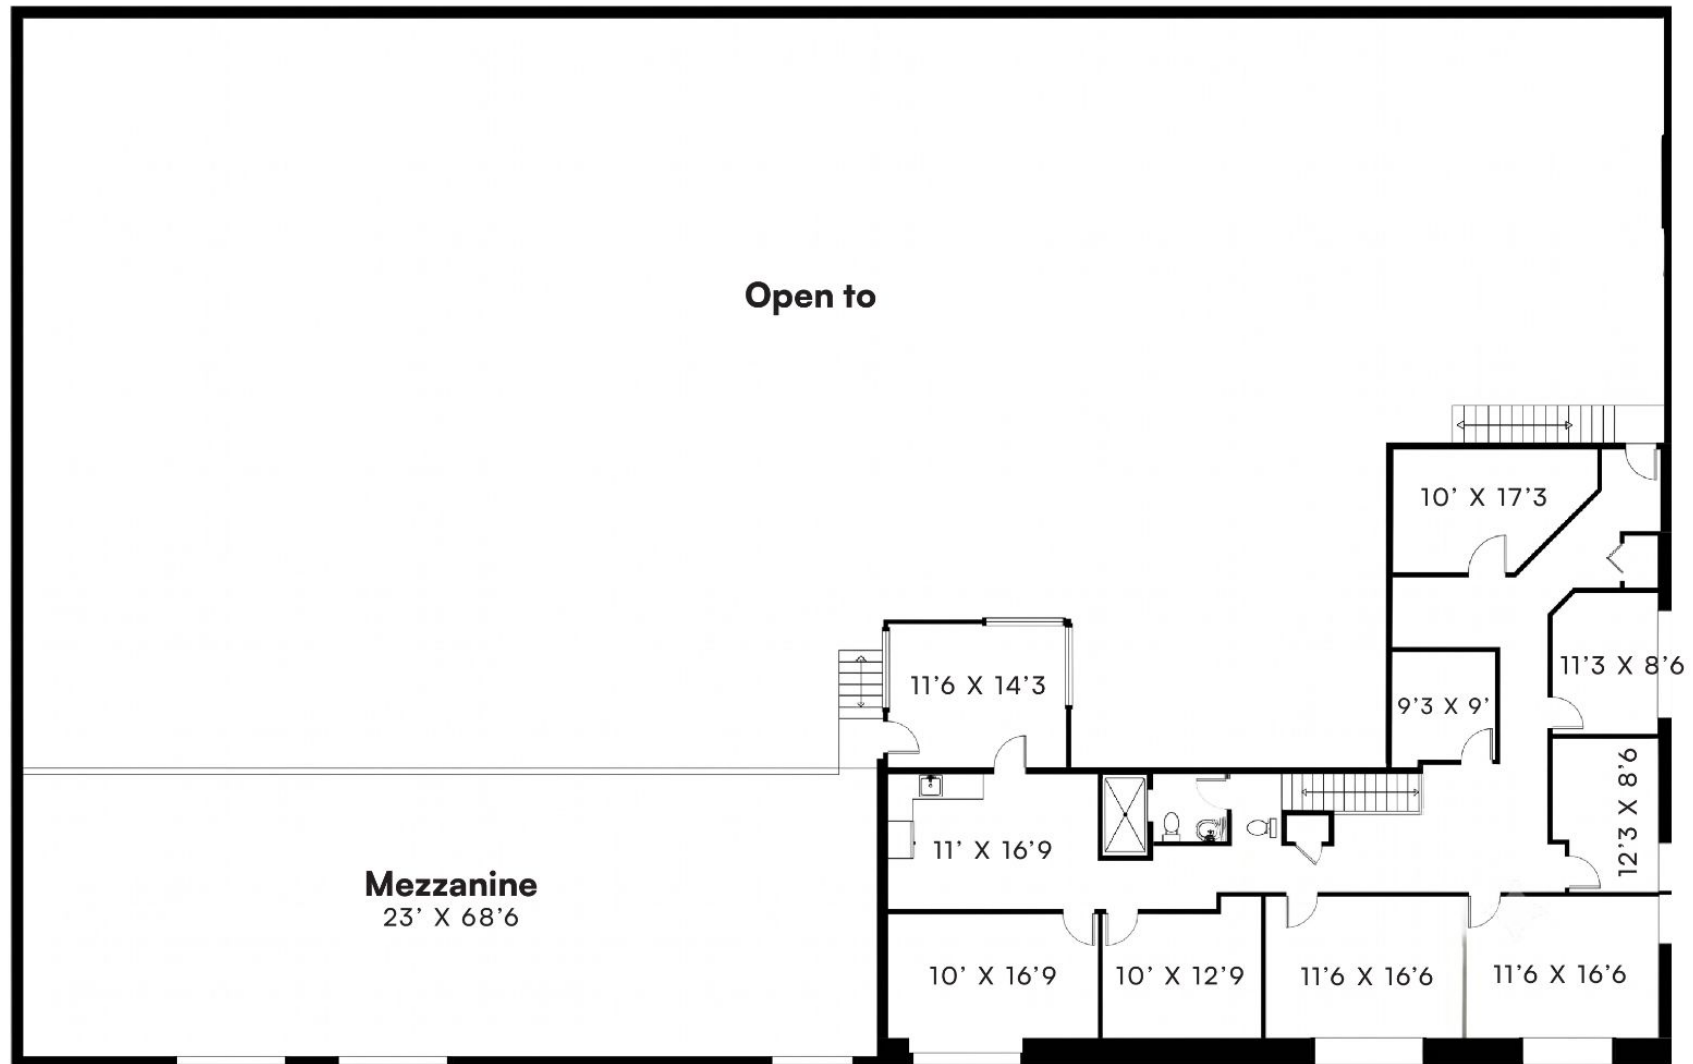 Open to
10' X 17'3
11'3 X 8'6
11'6 X 14'3
9'3 X 9'
12'3 X 8'6
11' X 16'9
Mezzanine
23' X 68'6
10' X 16'9
10' X 12'9
11'6 X 16'6
11'6 X 16'6